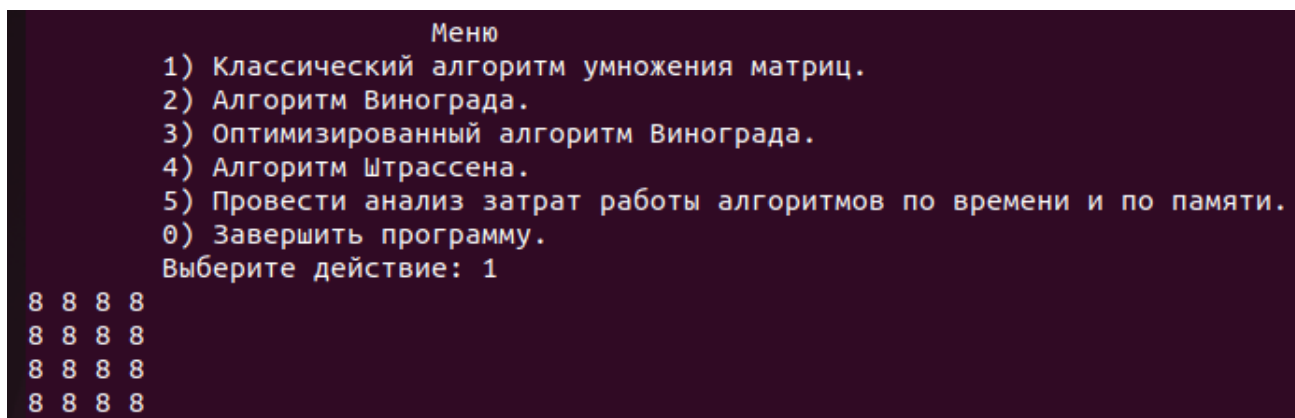 Меню
1) Классический алгоритм умножения матриц.
2) Алгоритм Винограда.
3) Оптимизированный алгоритм Винограда.
4) Алгоритм Штрассена.
5) Провести анализ затрат работы алгоритмов по времени и по памяти.
0) Завершить программу.
Выберите действие: 1
8 8 8 8
8 8 8 8
8 8 8 8
8 8 8 8